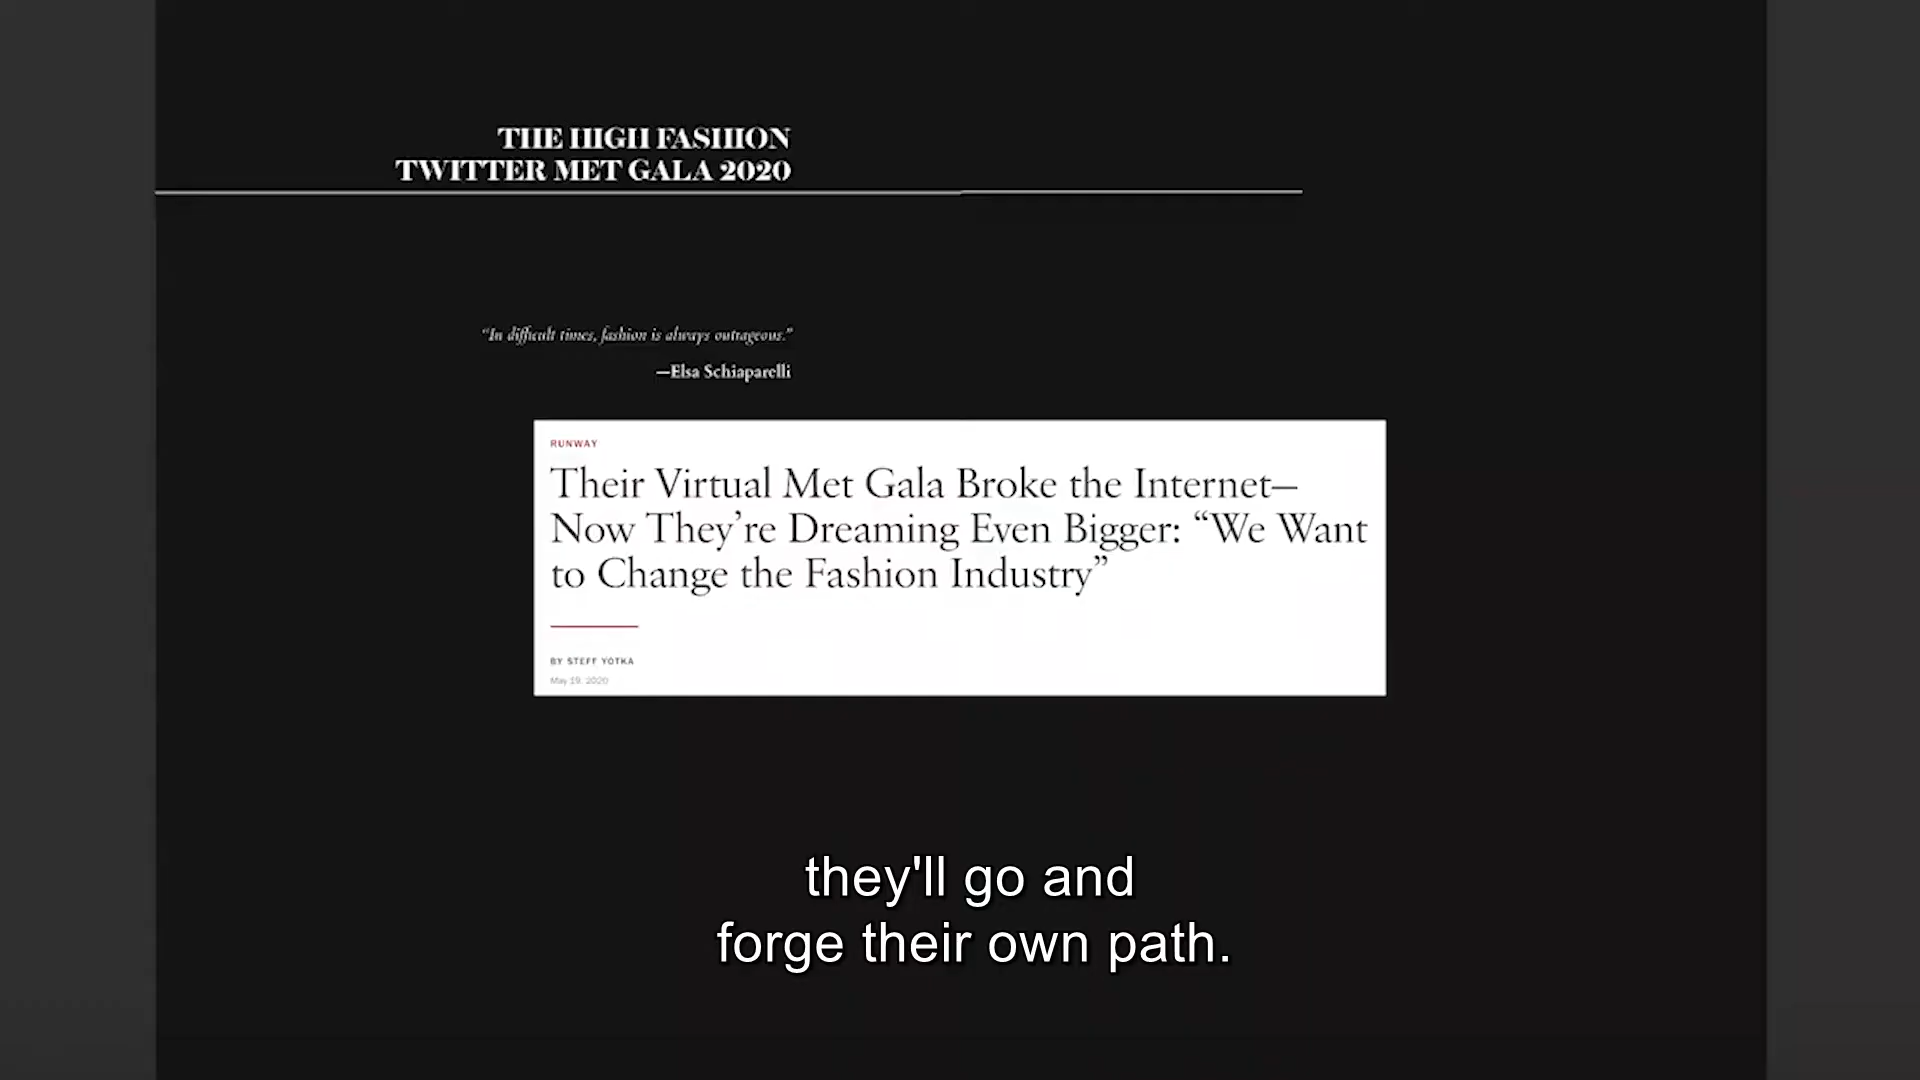 THE HIGH FASHION
TWITTER MET GALA 2020
“In difficult times, fashion is always outrageous.”
—Elsa Schiaparelli
RUNWAY
Their Virtual Met Gala Broke the Internet—
Now They’re Dreaming Even Bigger: “We Want
to Change the Fashion Industry”
BY STEFF YOTKA
May 19, 2020
they'll go and
forge their own path.